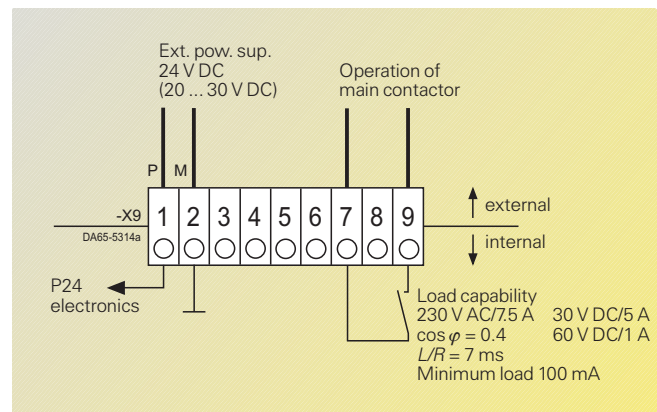 Ext. pow. sup.
24 V DC
(20 ... 30 V DC)
Operation of
main contactor
P M
-X9
1 2 3 4 5 6 7 8 9
DA65-5314a
external
internal
P24
electronics
Load capability
230 V AC/7.5 A 30 V DC/5 A
cos φ = 0.4 60 V DC/1 A
L/R = 7 ms
Minimum load 100 mA